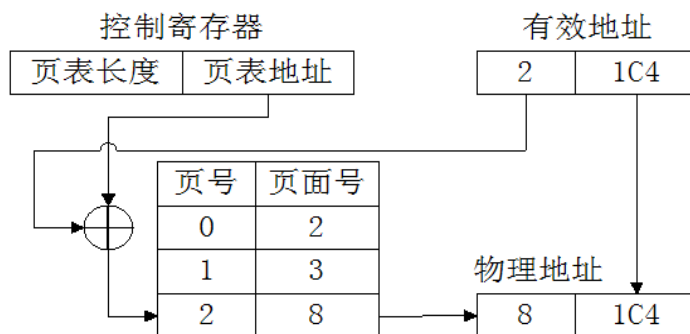 控制寄存器 有效地址
页表长度 页表地址 2 1C4
页号 页面号
0 2
1 3
物理地址
2 8 8 1C4